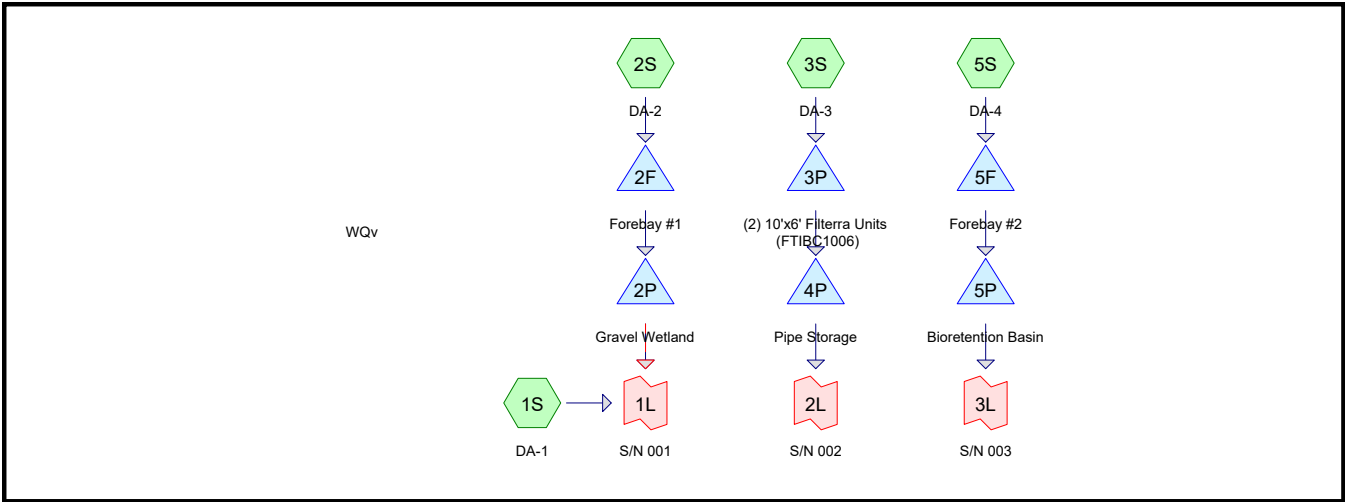 2S
3S
5S
DA-2
DA-3
DA-4
2F
3P
5F
Forebay #1
(2) 10'x6' Filterra Units
(FTIBC1006)
Forebay #2
WQv
2P
4P
5P
Gravel Wetland
Pipe Storage
Bioretention Basin
1S
1L
2L
3L
DA-1
S/N 001
S/N 002
S/N 003